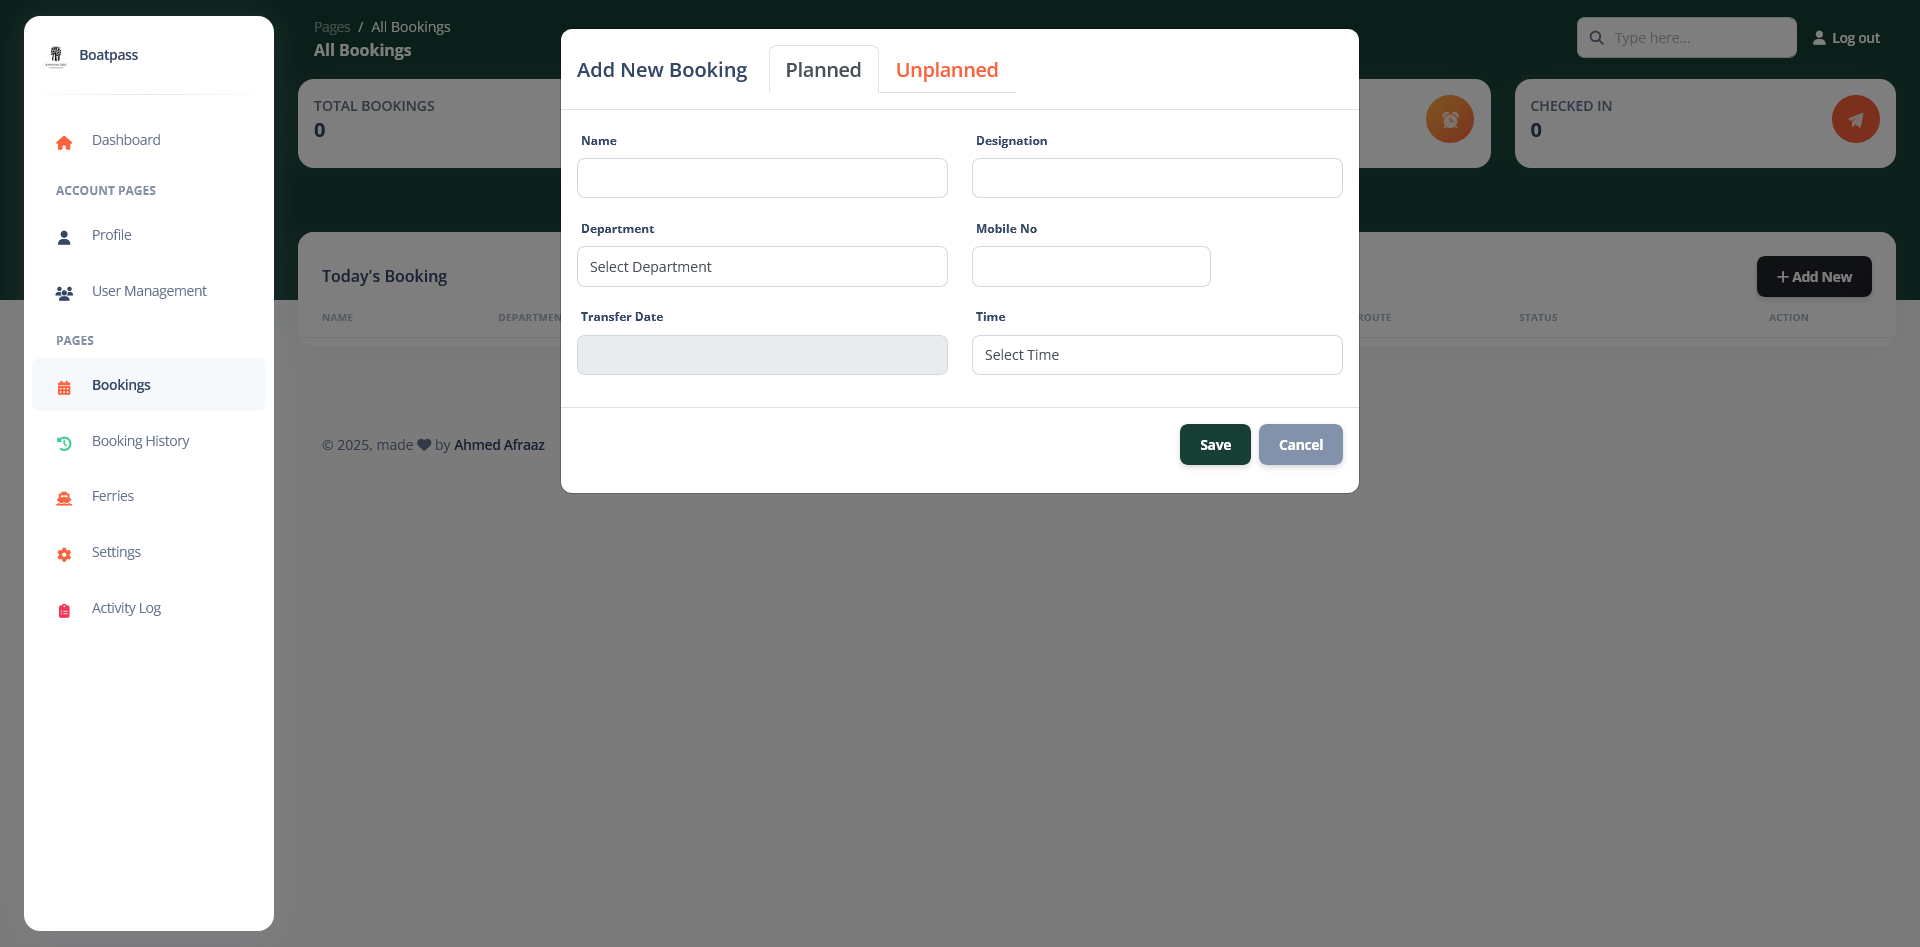 Boatpass
Dashboard
ACCOUNT PAGES
Profile
User Management
PAGES
Bookings
Booking History
Ferries
Settings
Activity Log
Pages / All Bookings
All Bookings
Type here...
Log out
TOTAL BOOKINGS
0
CHECKED IN
0
Today's Booking
Add New
NAME DEPARTMEN ROUTE STATUS ACTION
© 2025, made by Ahmed Afraaz
Add New Booking Planned Unplanned
Name Designation
Department Mobile No
Select Department
Transfer Date Time
Select Time
Save Cancel